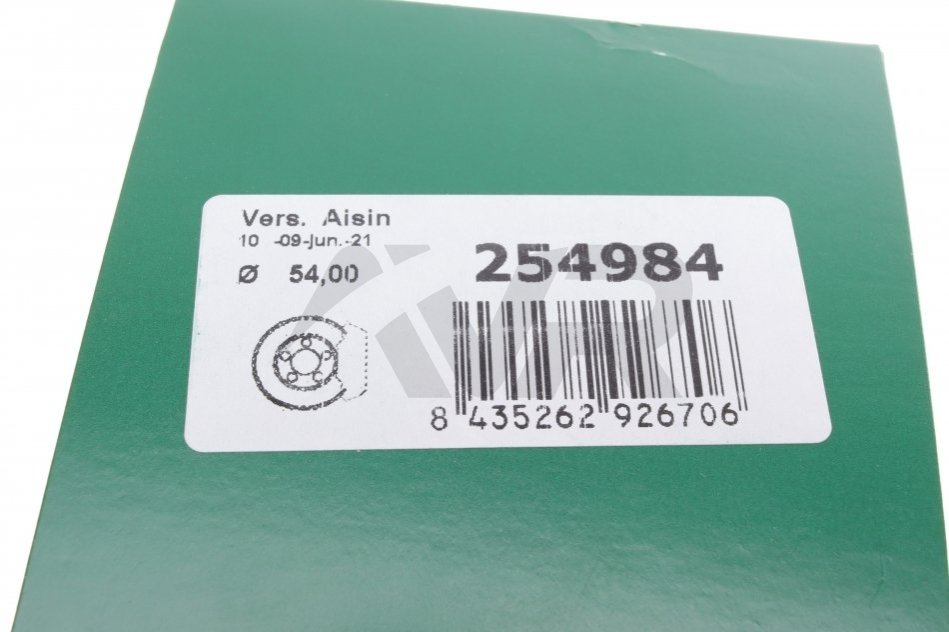 Vers. Aisin
10 -09-Jun.-21
Ø 54,00
254984
8 435262 926706